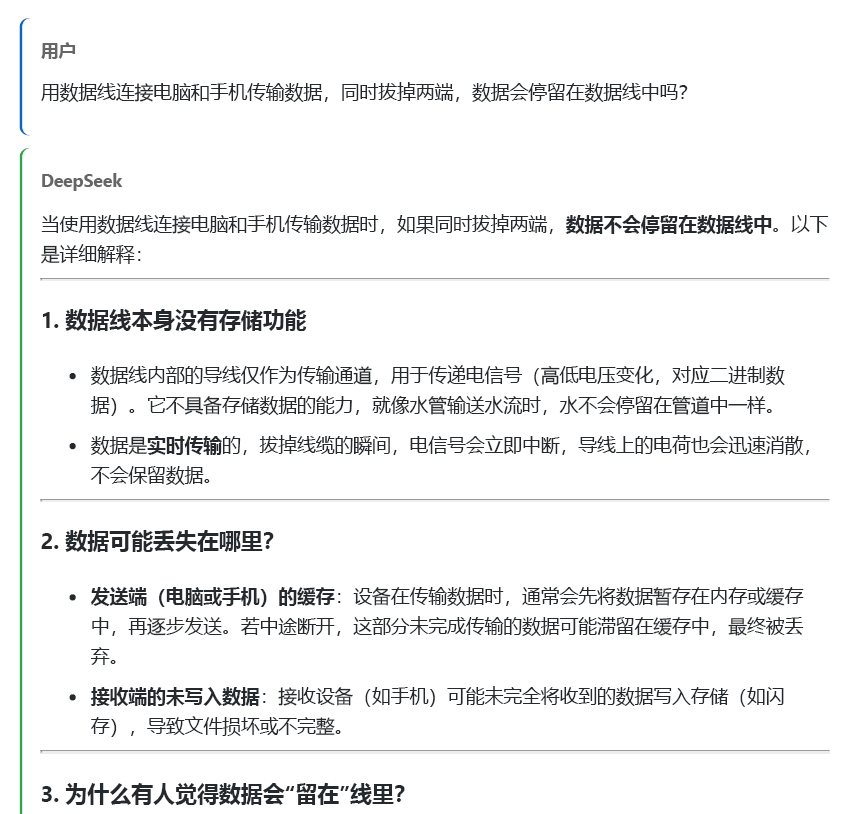 用户
用数据线连接电脑和手机传输数据，同时拔掉两端，数据会停留在数据线中吗？
DeepSeek
当使用数据线连接电脑和手机传输数据时，如果同时拔掉两端，数据不会停留在数据线中。以下
是详细解释：
1. 数据线本身没有存储功能
• 数据线内部的导线仅作为传输通道，用于传递电信号（高低电压变化，对应二进制数
据）。它不具备存储数据的能力，就像水管输送水流时，水不会停留在管道中一样。
• 数据是实时传输的，拔掉线缆的瞬间，电信号会立即中断，导线上的电荷也会迅速消散，
不会保留数据。
2. 数据可能丢失在哪里？
• 发送端（电脑或手机）的缓存：设备在传输数据时，通常会先将数据暂存在内存或缓存
中，再逐步发送。若中途断开，这部分未完成传输的数据可能滞留在缓存中，最终被丢
弃。
• 接收端的未写入数据：接收设备（如手机）可能未完全将收到的数据写入存储（如闪
存），导致文件损坏或不完整。
3. 为什么有人觉得数据会“留在”线里？